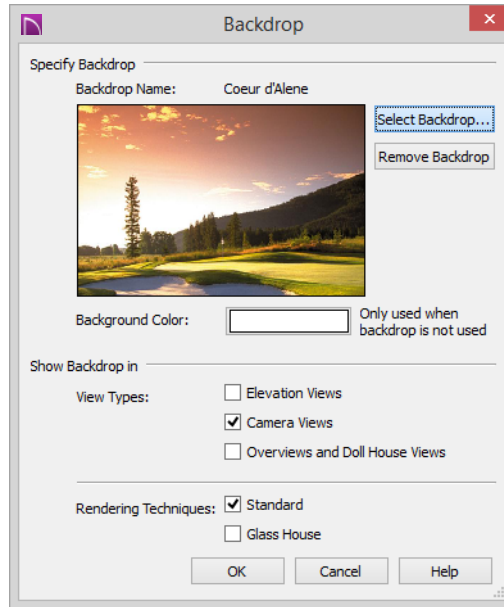 Backdrop
Specify Backdrop
Backdrop Name: Coeur d'Alene
Select Backdrop...
Remove Backdrop
Background Color: Only used when
backdrop is not used
Show Backdrop in
View Types: Elevation Views
Camera Views
Overviews and Doll House Views
Rendering Techniques: Standard
Glass House
OK Cancel Help